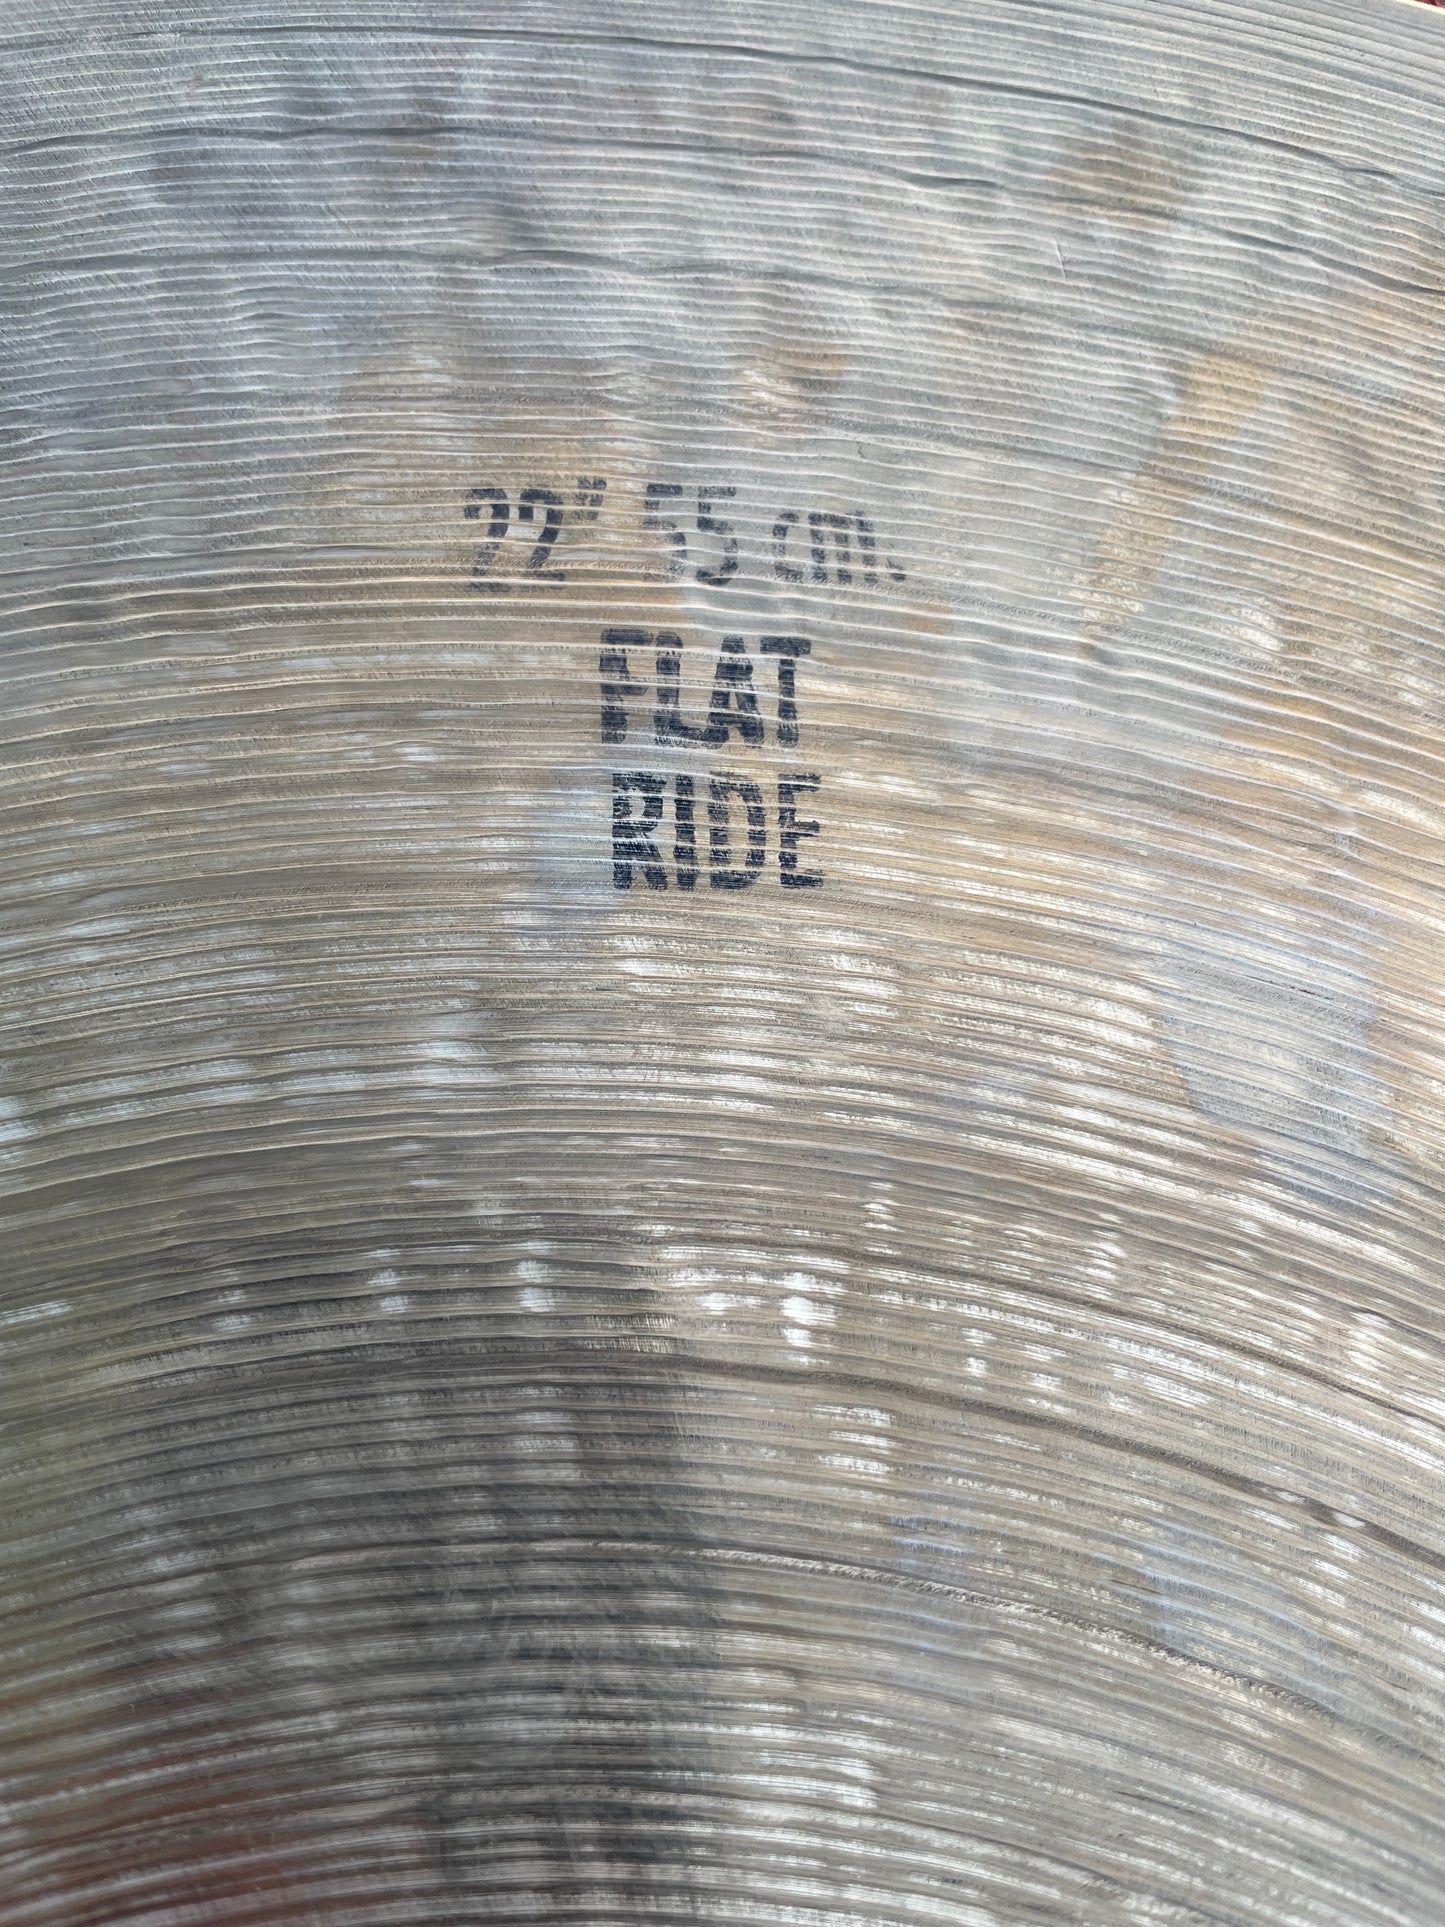 22" 55 cm.
FLAT
RIDE